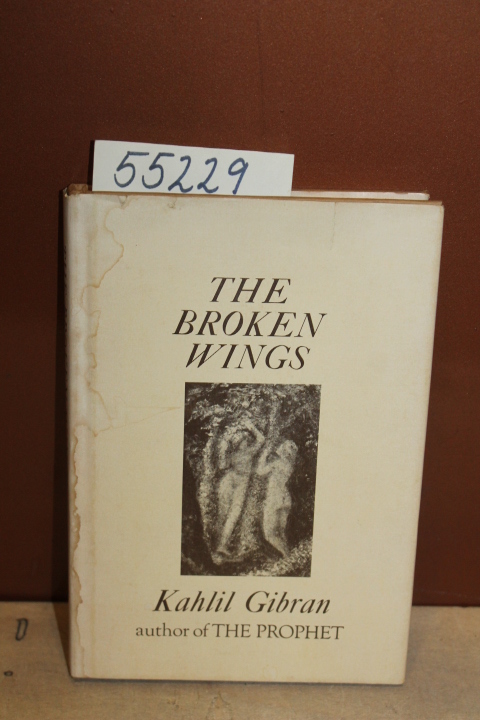 55229
THE
BROKEN
WINGS
Kahlil Gibran
author of THE PROPHET
D